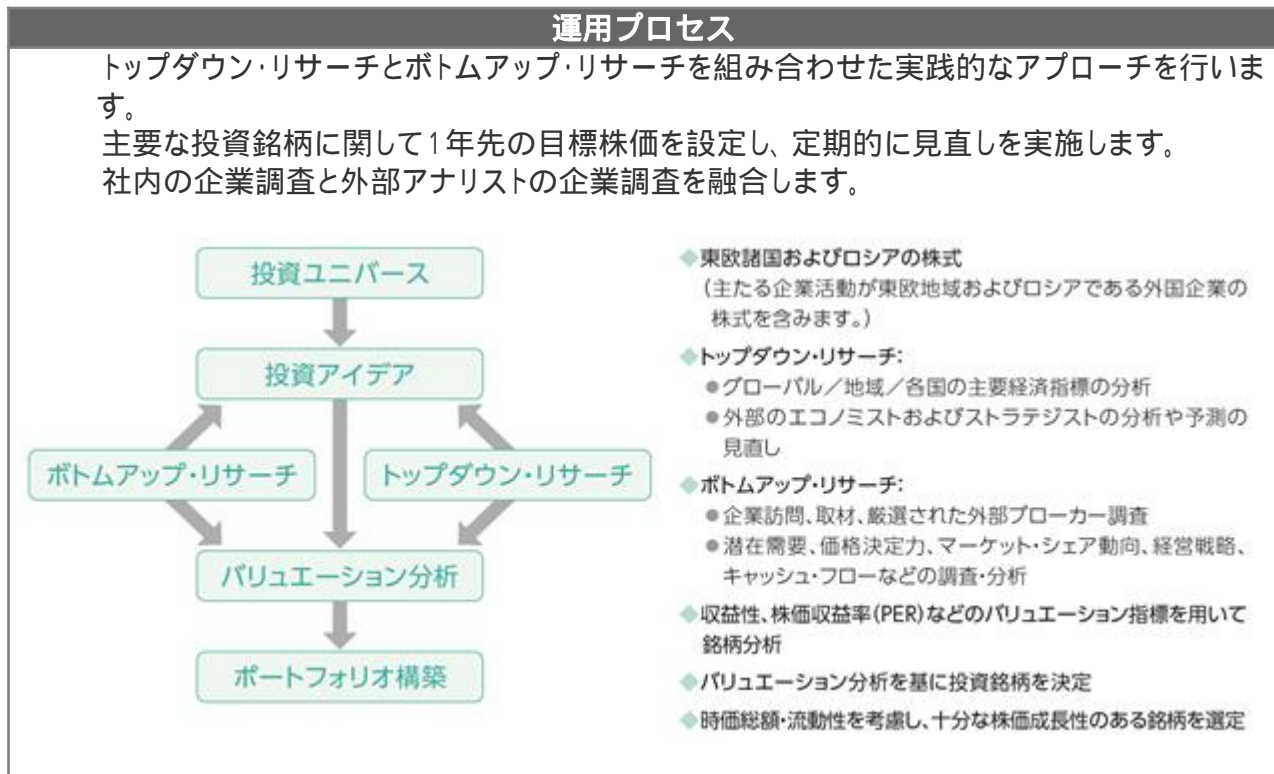 運用プロセス
トップダウン・リサーチとボトムアップ・リサーチを組み合わせた実践的なアプローチを行いま
す。
主要な投資銘柄に関して1年先の目標株価を設定し、定期的に見直しを実施します。
社内の企業調査と外部アナリストの企業調査を融合します。
投資ユニバース
投資アイデア
ボトムアップ・リサーチ
トップダウン・リサーチ
バリュエーション分析
ポートフォリオ構築
◆東欧諸国およびロシアの株式
(主たる企業活動が東欧地域およびロシアである外国企業の
株式を含みます。)
◆トップダウン・リサーチ:
●グローバル/地域/各国の主要経済指標の分析
●外部のエコノミストおよびストラテジストの分析や予測の
見直し
◆ボトムアップ・リサーチ:
●企業訪問、取材、厳選された外部ブローカー調査
●潜在需要、価格決定力、マーケット・シェア動向、経営戦略、
キャッシュ・フローなどの調査・分析
◆収益性、株価収益率(PER)などのバリュエーション指標を用いて
銘柄分析
◆バリュエーション分析を基に投資銘柄を決定
◆時価総額・流動性を考慮し、十分な株価成長性のある銘柄を選定